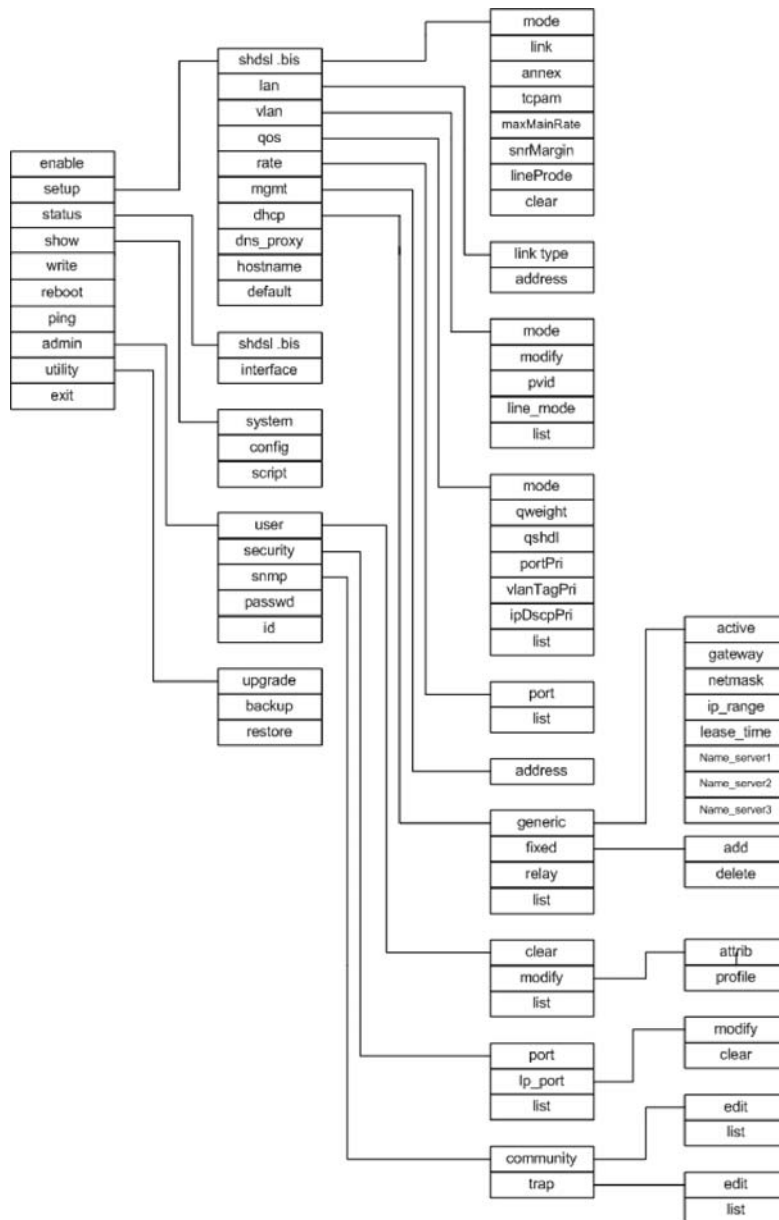 enable
setup
status
show
write
reboot
ping
admin
utility
exit
shdsl .bis
lan
vlan
qos
rate
mgmt
dhcp
dns_proxy
hostname
default
shdsl .bis
interface
system
config
script
user
security
snmp
passwd
id
upgrade
backup
restore
mode
link
annex
tcpam
maxMainRate
snrMargin
lineProde
clear
link type
address
mode
modify
pvid
line_mode
list
mode
qweight
qshdl
portPri
vlanTagPri
ipDscpPri
list
port
list
address
generic
fixed
relay
list
clear
modify
list
port
Ip_port
list
community
trap
active
gateway
netmask
ip_range
lease_time
Name_server1
Name_server2
Name_server3
add
delete
attrib
profile
modify
clear
edit
list
edit
list